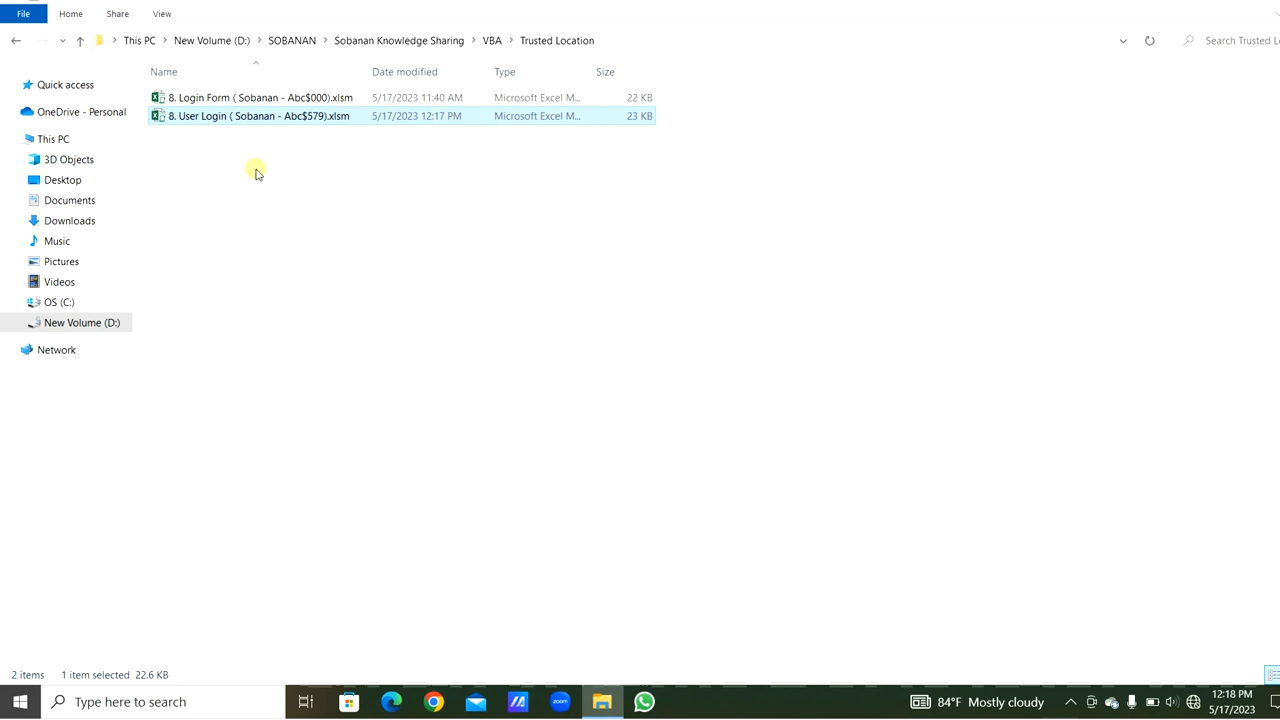 File Home Share View
This PC New Volume (D:) SOBANAN Sobanan Knowledge Sharing VBA Trusted Location Search Trusted
Name Date modified Type Size
Quick access
8. Login Form ( Sobanan - Abc$000).xlsm 5/17/2023 11:40 AM Microsoft Excel M... 22 KB
8. User Login ( Sobanan - Abc$579).xlsm 5/17/2023 12:17 PM Microsoft Excel M... 23 KB
OneDrive - Personal
This PC
3D Objects
Desktop
Documents
Downloads
Music
Pictures
Videos
OS (C:)
New Volume (D:)
Network
2 items 1 item selected 22.6 KB
Type here to search zoom 84°F Mostly cloudy 12:18 PM
5/17/2023